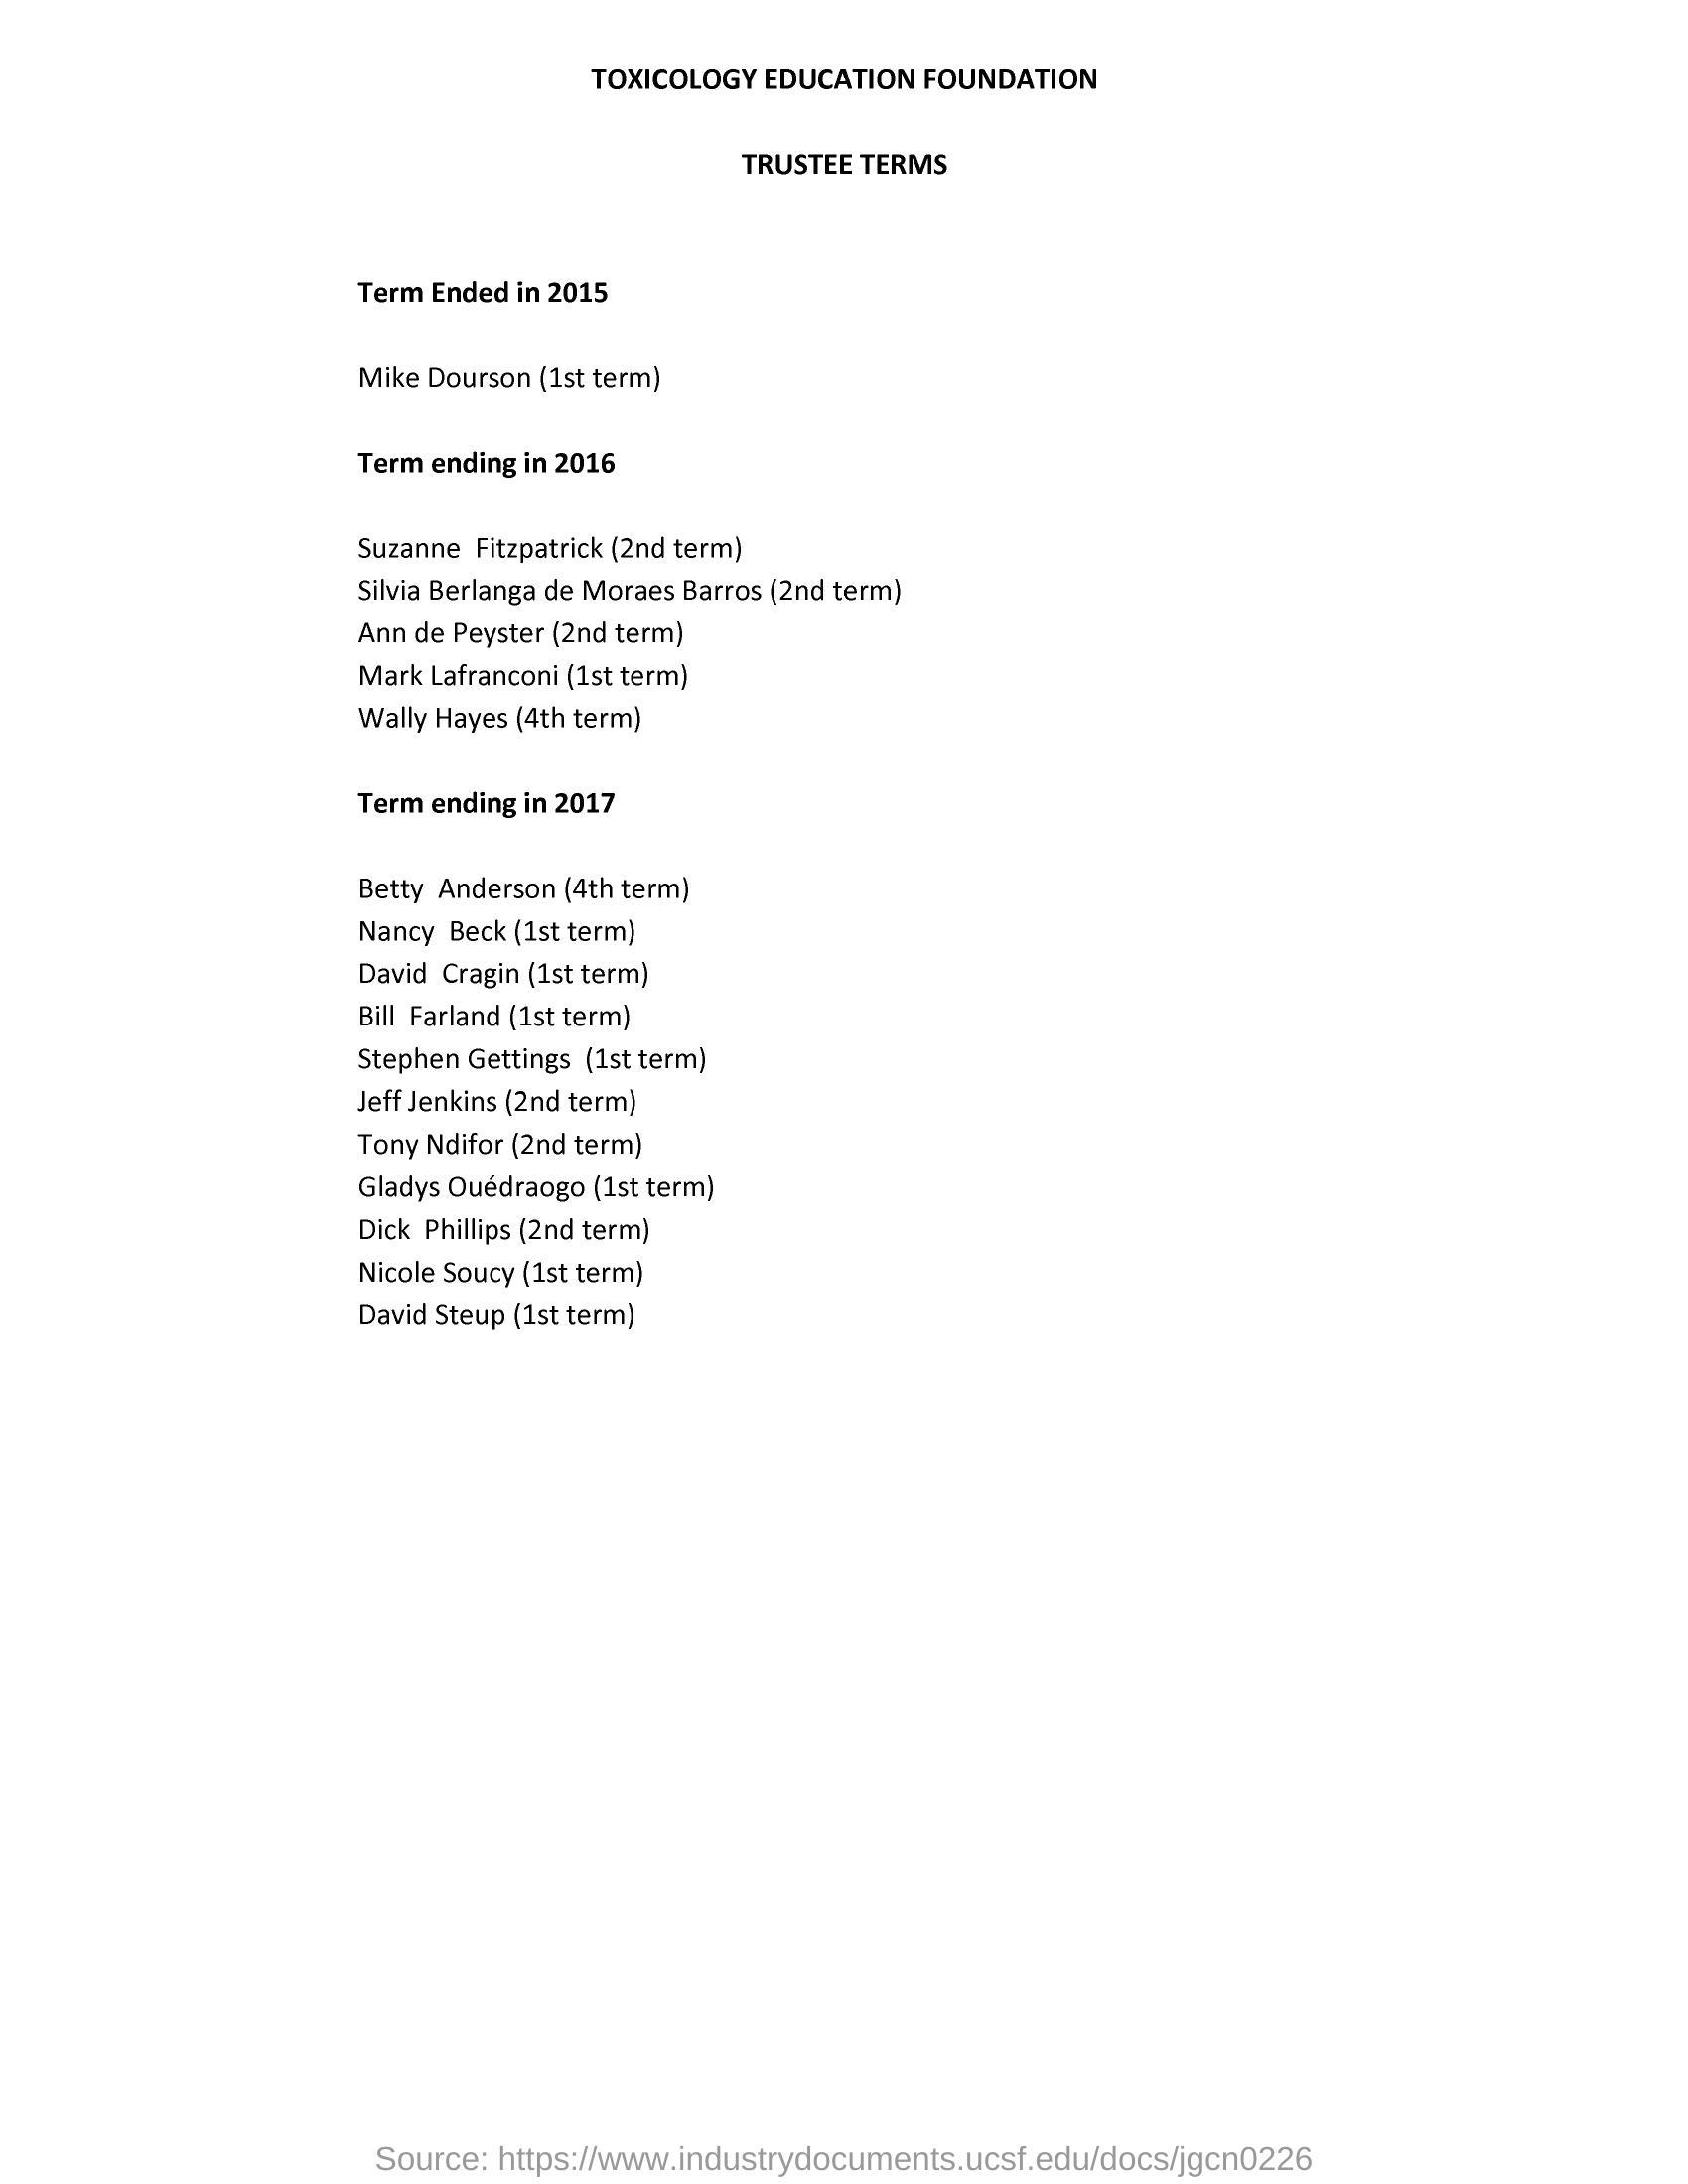 TOXICOLOGY EDUCATION FOUNDATION
TRUSTEE TERMS
Term Ended in 2015
Mike Dourson (1st term)
Term ending in 2016
Suzanne  Fitzpatrick (2nd term)
Silvia Berlanga de Moraes Barros (2nd term)
Ann de Peyster (2nd term)
Mark Lafranconi (1st term)
Wally Hayes (4th term)
Term ending in 2017
Betty  Anderson (4th term)
Nancy  Beck (1st term)
David  Cragin (1st term)
Bill  Farland (1st term)
Stephen Gettings  (1st term)
Jeff Jenkins (2nd term)
Tony Ndifor (2nd term)
Gladys Ouédraogo (1st term)
Dick  Phillips (2nd term)
Nicole Soucy (1st term)
David Steup (1st term)
Source: https://www.industrydocuments.ucsf.edu/docs/jgcn0226